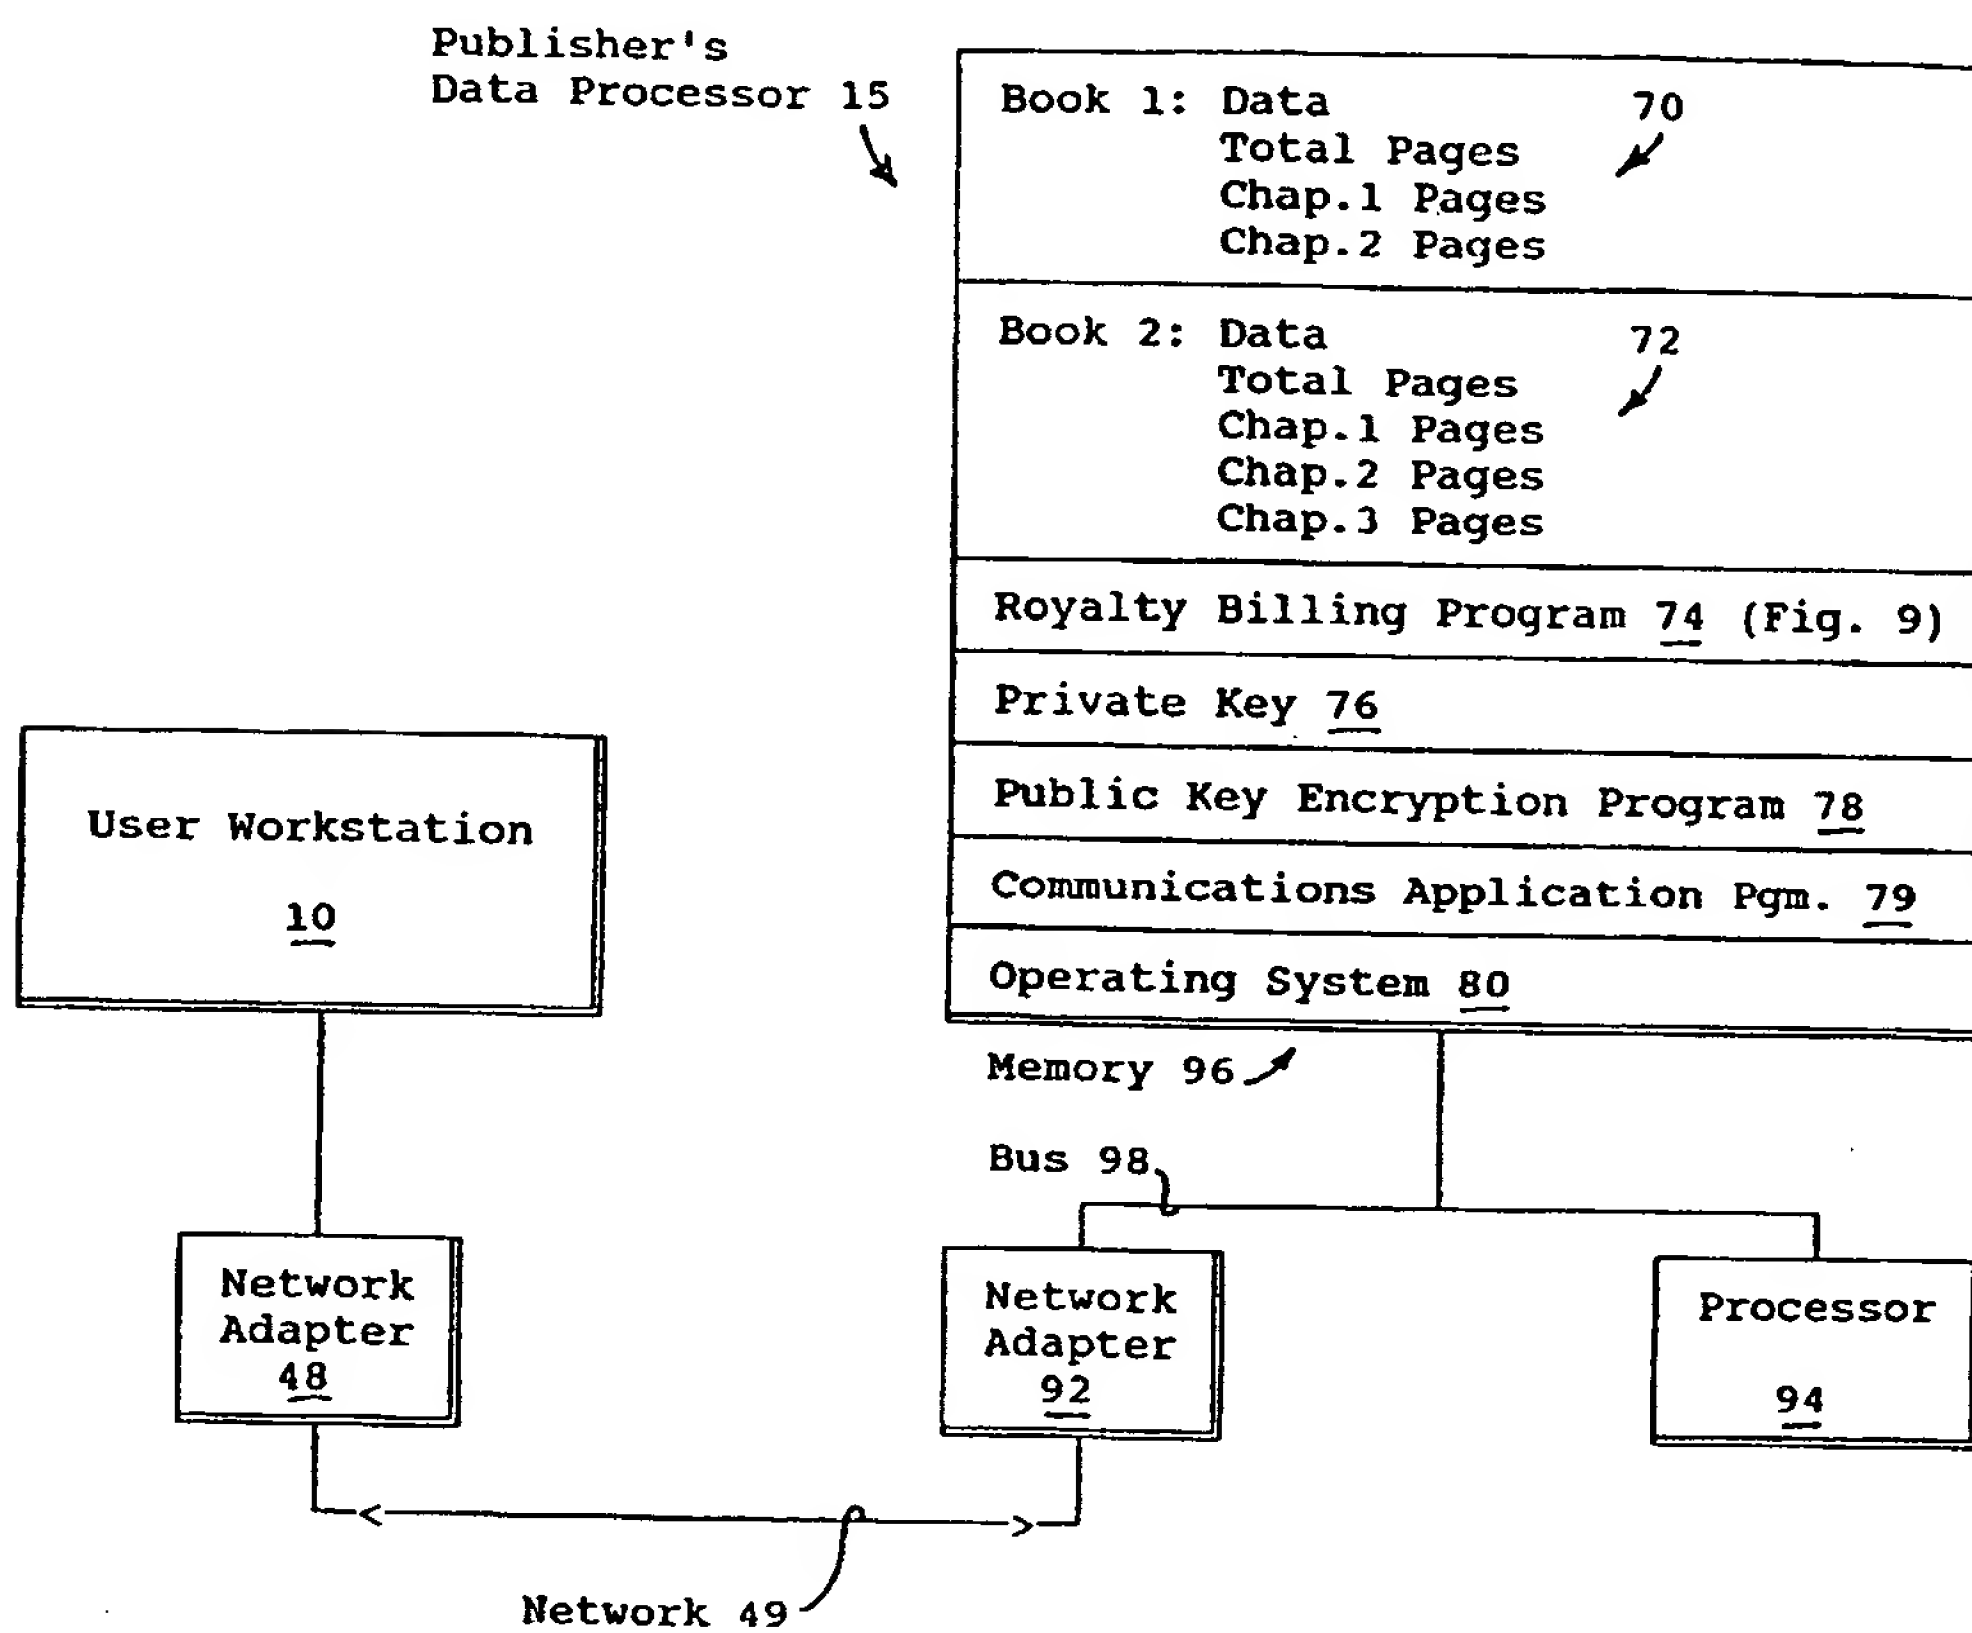 Publisher's
Data Processor 15
Book 1: Data 70
Total Pages
Chap.1 Pages
Chap.2 Pages
Book 2: Data 72
Total Pages
Chap.1 Pages
Chap.2 Pages
Chap.3 Pages
Royalty Billing Program 74 (Fig. 9)
Private Key 76
Public Key Encryption Program 78
Communications Application Pgm. 79
Operating System 80
Memory 96
User Workstation
10
Bus 98
Network
Adapter
48
Network
Adapter
92
Processor
94
< >
Network 49